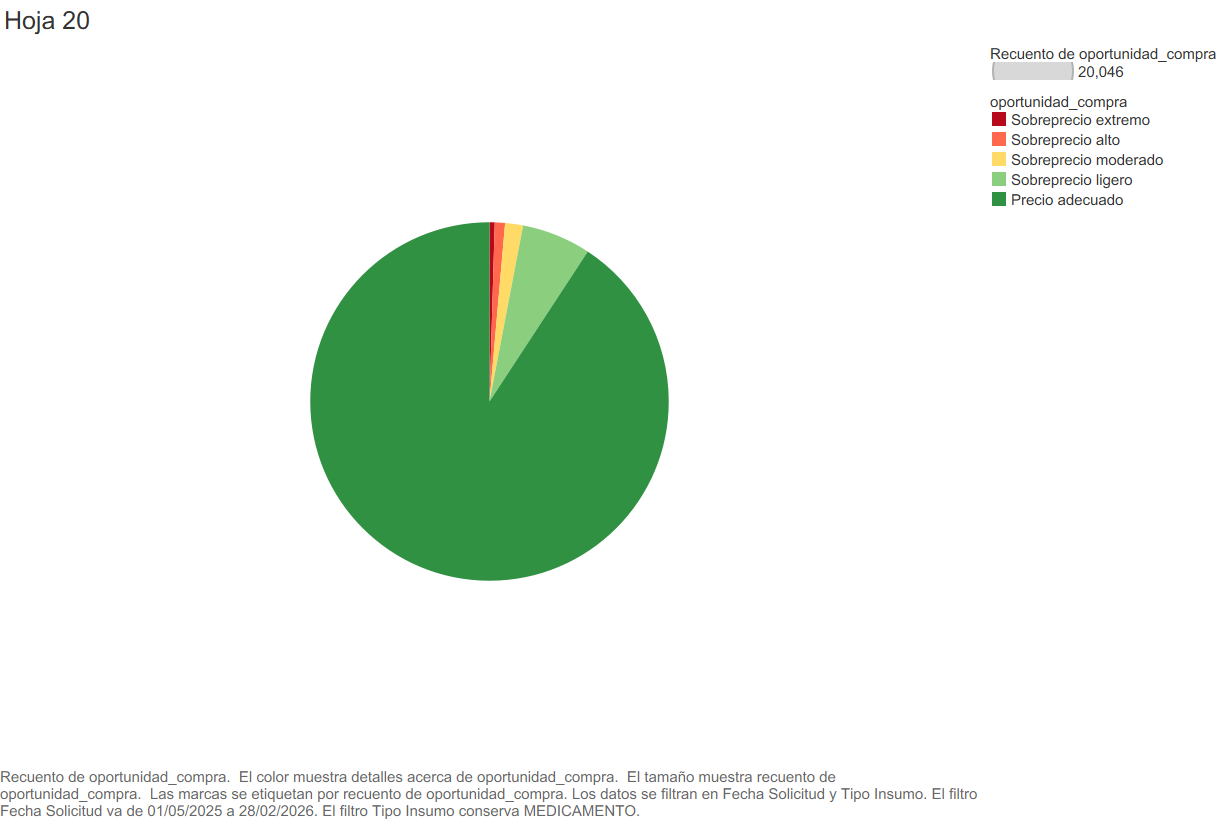 Hoja 20
Recuento de oportunidad_compra
20,046
oportunidad_compra
Sobreprecio extremo
Sobreprecio alto
Sobreprecio moderado
Sobreprecio ligero
Precio adecuado
Recuento de oportunidad_compra.  El color muestra detalles acerca de oportunidad_compra.  El tamaño muestra recuento de
oportunidad_compra.  Las marcas se etiquetan por recuento de oportunidad_compra. Los datos se filtran en Fecha Solicitud y Tipo Insumo. El filtro
Fecha Solicitud va de 01/05/2025 a 28/02/2026. El filtro Tipo Insumo conserva MEDICAMENTO.